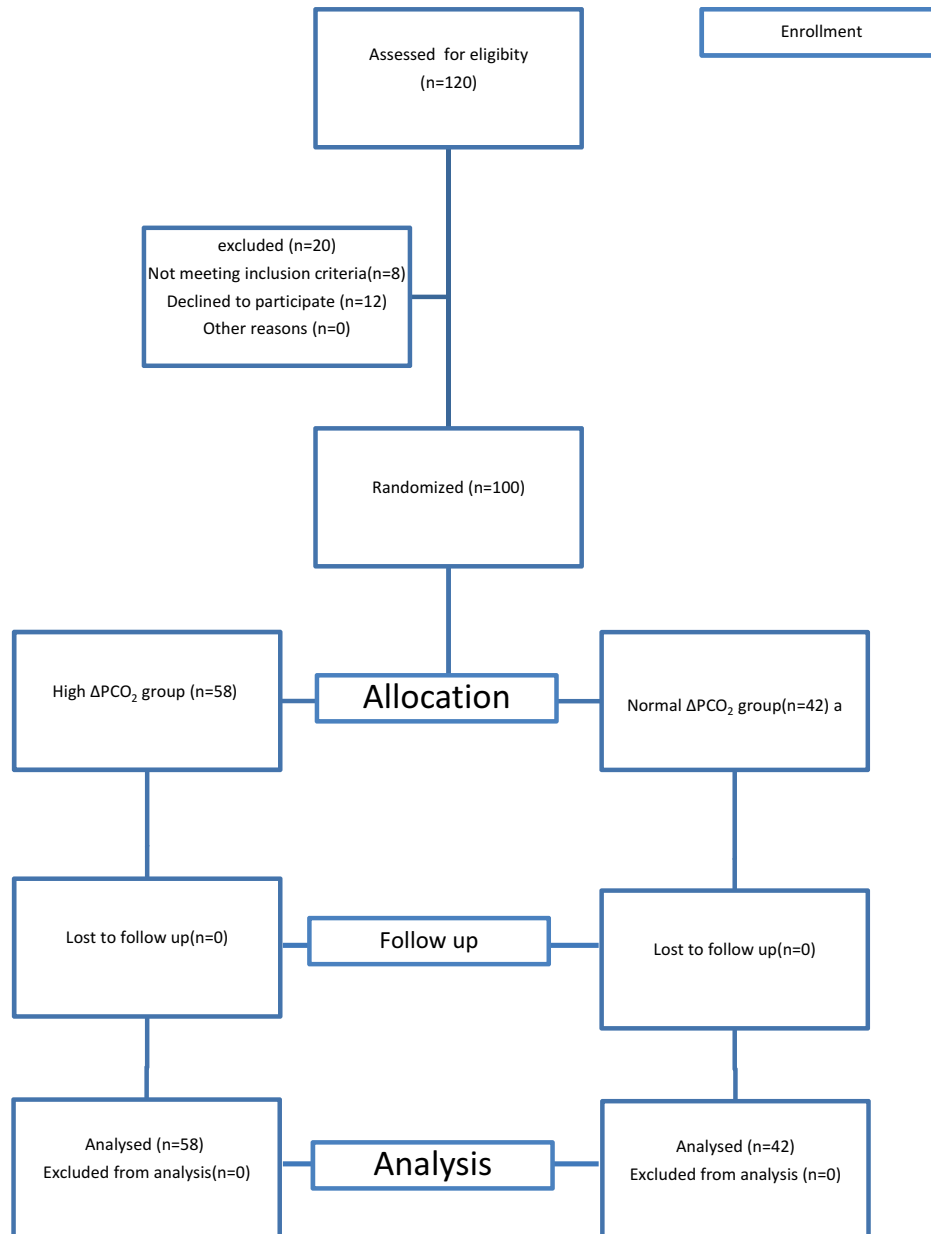 Assessed for eligibity
(n=120)
Enrollment
excluded (n=20)
Not meeting inclusion criteria(n=8)
Declined to participate (n=12)
Other reasons (n=0)
Randomized (n=100)
High ΔPCO₂ group (n=58)
Allocation
Normal ΔPCO₂ group(n=42) a
Lost to follow up(n=0)
Follow up
Lost to follow up(n=0)
Analysed (n=58)
Excluded from analysis(n=0)
Analysis
Analysed (n=42)
Excluded from analysis (n=0)